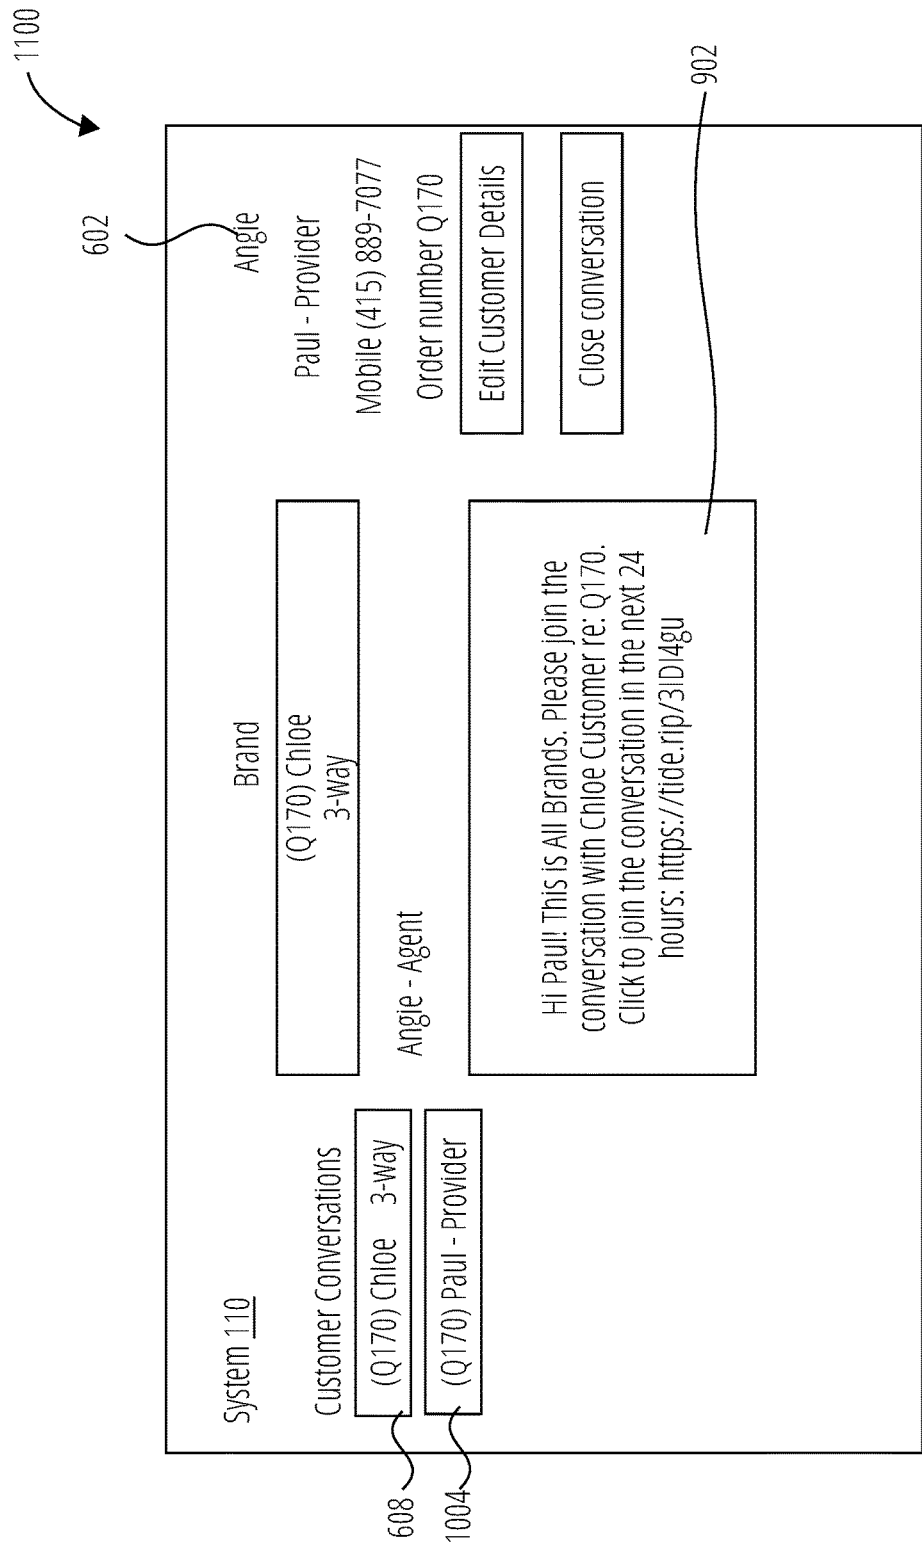 1100
602
System 110
Brand
Angie
Customer Conversations
(Q170) Chloe 3-way
(Q170) Paul - Provider
608
1004
(Q170) Chloe
3-way
Angie - Agent
Hi Paul! This is All Brands. Please join the
conversation with Chloe Customer re: Q170.
Click to join the conversation in the next 24
hours: https://tide.rip/3IDI4gu
Paul - Provider
Mobile (415) 889-7077
Order number Q170
Edit Customer Details
Close conversation
902